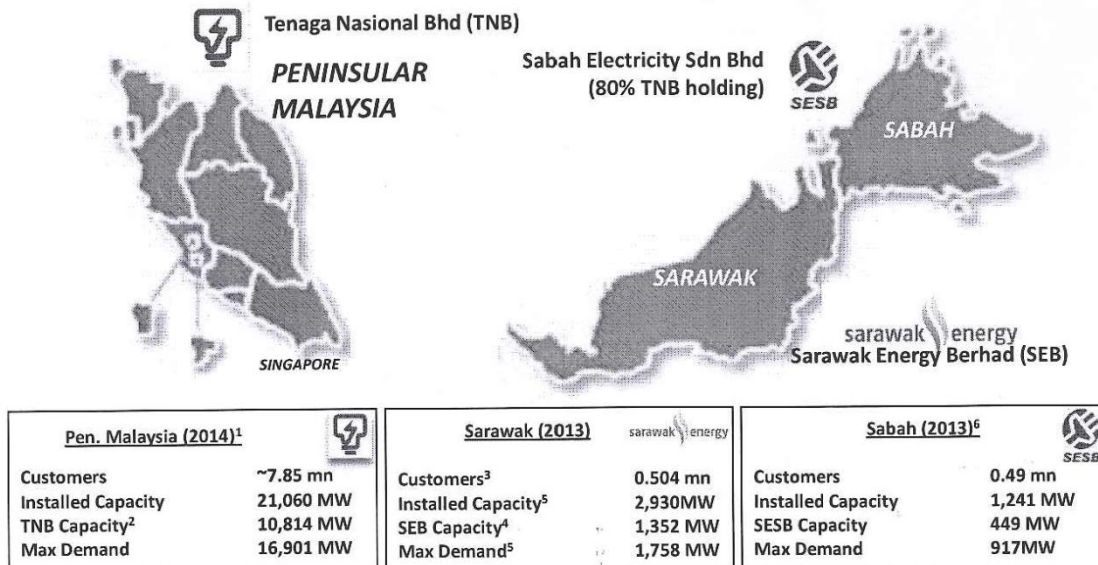 Tenaga Nasional Bhd (TNB)
PENINSULAR
MALAYSIA
SINGAPORE
Sabah Electricity Sdn Bhd
(80% TNB holding)
SESB
SABAH
SARAWAK
sarawak energy
Sarawak Energy Berhad (SEB)
Pen. Malaysia (2014)¹
Customers ~7.85 mn
Installed Capacity 21,060 MW
TNB Capacity² 10,814 MW
Max Demand 16,901 MW
Sarawak (2013) sarawak energy
Customers³ 0.504 mn
Installed Capacity⁵ 2,930MW
SEB Capacity⁴ 1,352 MW
Max Demand⁵ 1,758 MW
Sabah (2013)⁶
SESB
Customers 0.49 mn
Installed Capacity 1,241 MW
SESB Capacity 449 MW
Max Demand 917MW